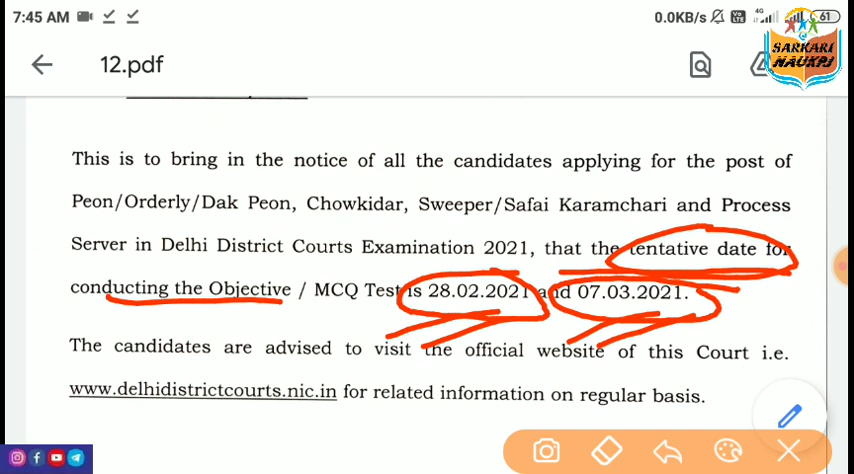 7:45 AM
0.0KB/s 4G 61
SARKARI
NAUKRI
12.pdf
This is to bring in the notice of all the candidates applying for the post of
Peon/Orderly/Dak Peon, Chowkidar, Sweeper/Safai Karamchari and Process
Server in Delhi District Courts Examination 2021, that the tentative date for
conducting the Objective / MCQ Test is 28.02.2021 and 07.03.2021.
The candidates are advised to visit the official website of this Court i.e.
www.delhidistrictcourts.nic.in for related information on regular basis.